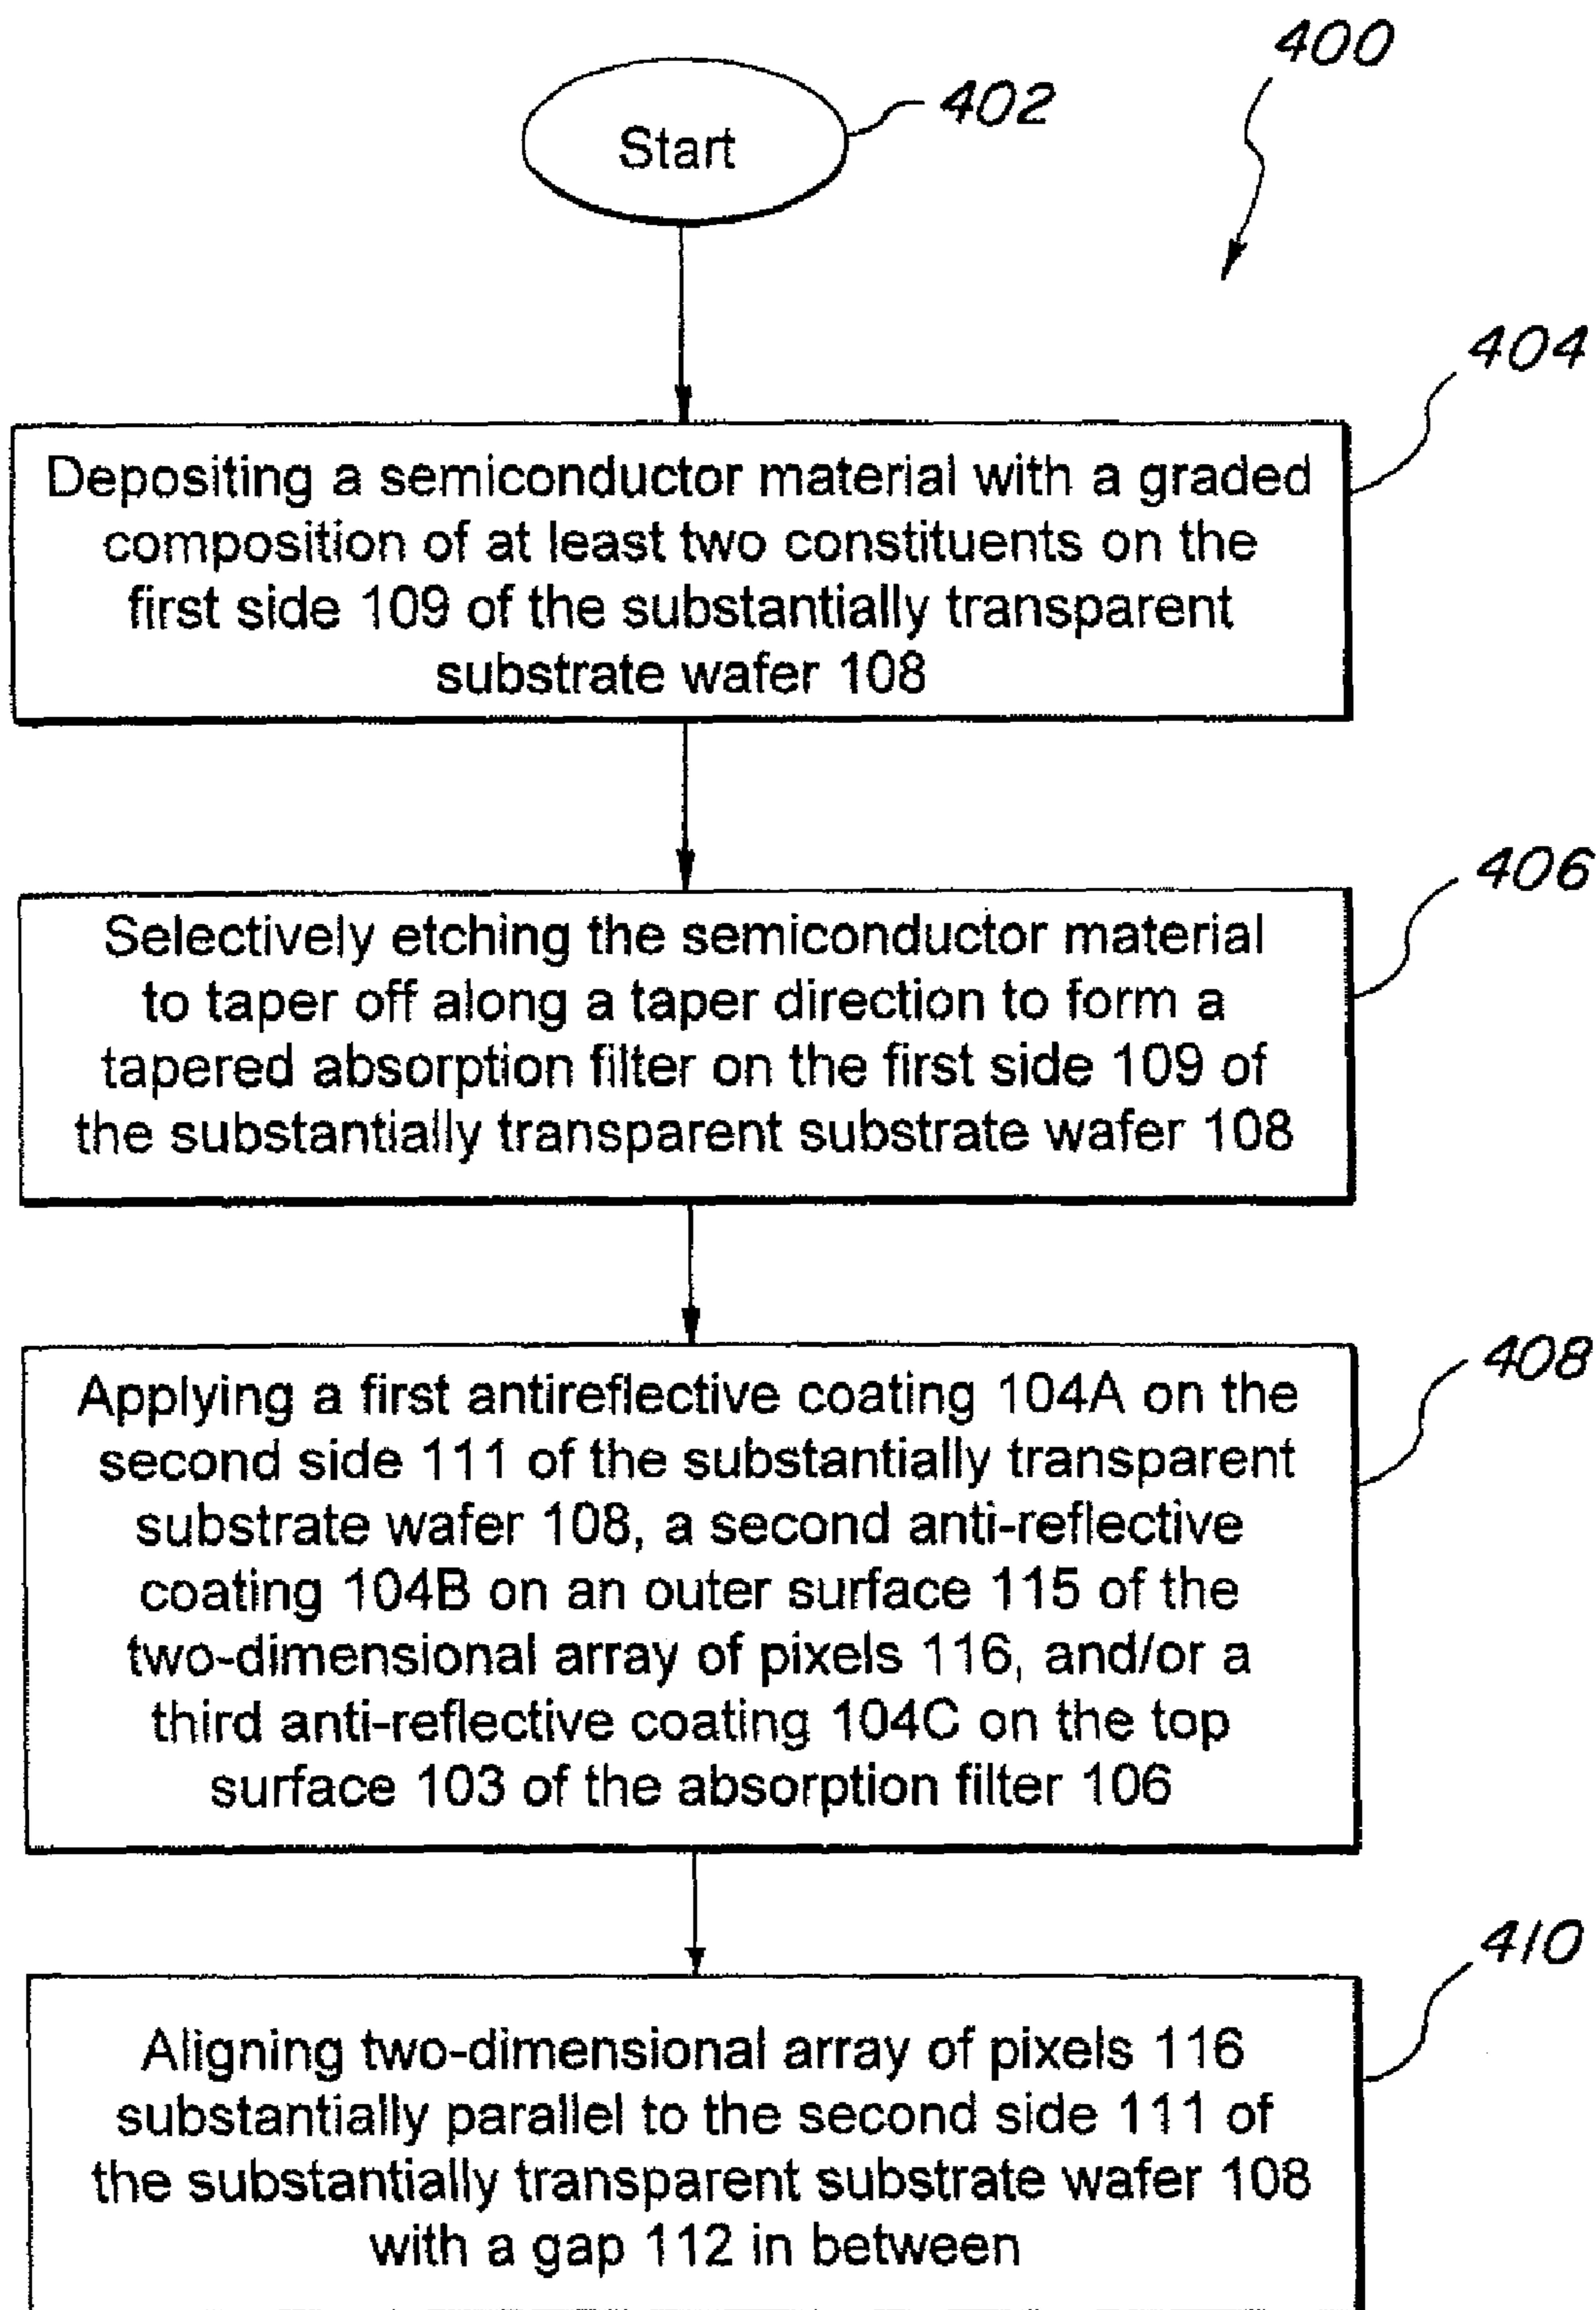 400
402
Start
404
Depositing a semiconductor material with a graded
composition of at least two constituents on the
first side 109 of the substantially transparent
substrate wafer 108
406
Selectively etching the semiconductor material
to taper off along a taper direction to form a
tapered absorption filter on the first side 109 of
the substantially transparent substrate wafer 108
408
Applying a first antireflective coating 104A on the
second side 111 of the substantially transparent
substrate wafer 108, a second anti-reflective
coating 104B on an outer surface 115 of the
two-dimensional array of pixels 116, and/or a
third anti-reflective coating 104C on the top
surface 103 of the absorption filter 106
410
Aligning two-dimensional array of pixels 116
substantially parallel to the second side 111 of
the substantially transparent substrate wafer 108
with a gap 112 in between